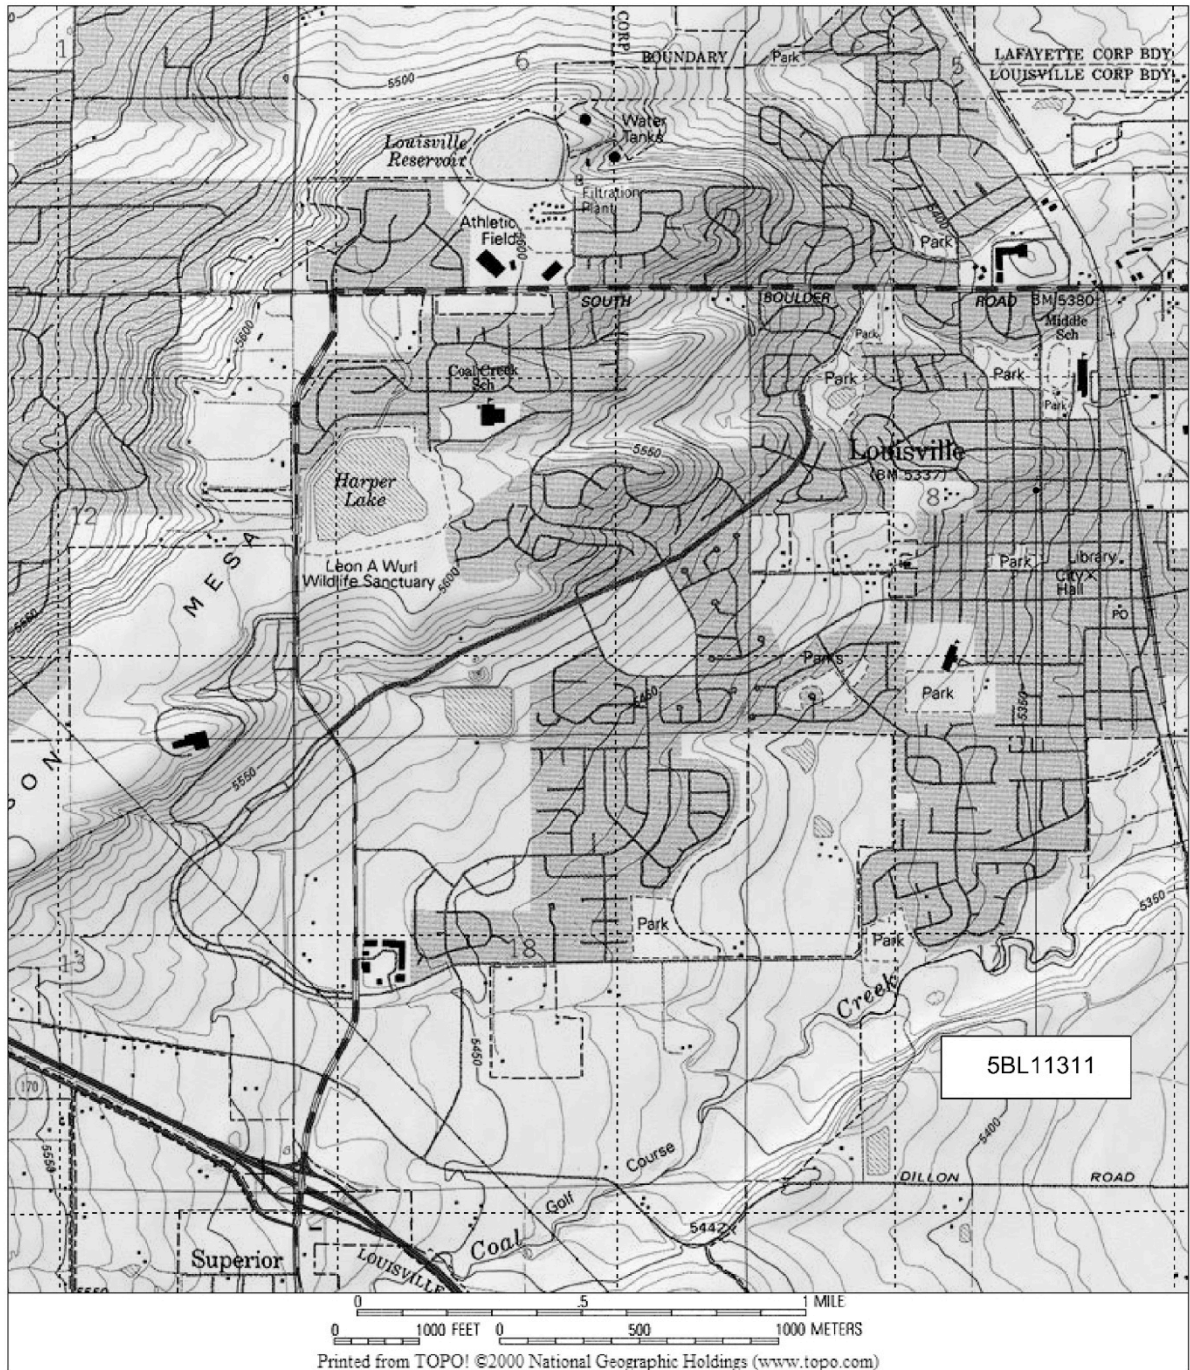 1
6
CORP
BOUNDARY
Park
5
LAFAYETTE CORP BDY
LOUISVILLE CORP BDY
5500
Water
Tanks
Louisville
Reservoir
Filtration
Plant
Athletic
Field
5600
5400
Park
SOUTH BOULDER ROAD
BM 5380
Middle
Sch
5600
Park
Coal Creek
Sch
Park
Park
Park
5550
Louisville
(BM 5337)
Harper
Lake
8
12
MESA
Leon A Wurl
Wildlife Sanctuary
5600
Park
Library
City
Hall
PO
5550
Parks
Park
5450
5350
ON
5550
Park
5350
Park
18
13
Creek
5450
5BL11311
170
5400
5550
Course
Golf
DILLON ROAD
5442
Coal
Superior
LOUISVILLE
5550
0 .5 1 MILE
0 1000 FEET 0 500 1000 METERS
Printed from TOPO! ©2000 National Geographic Holdings (www.topo.com)